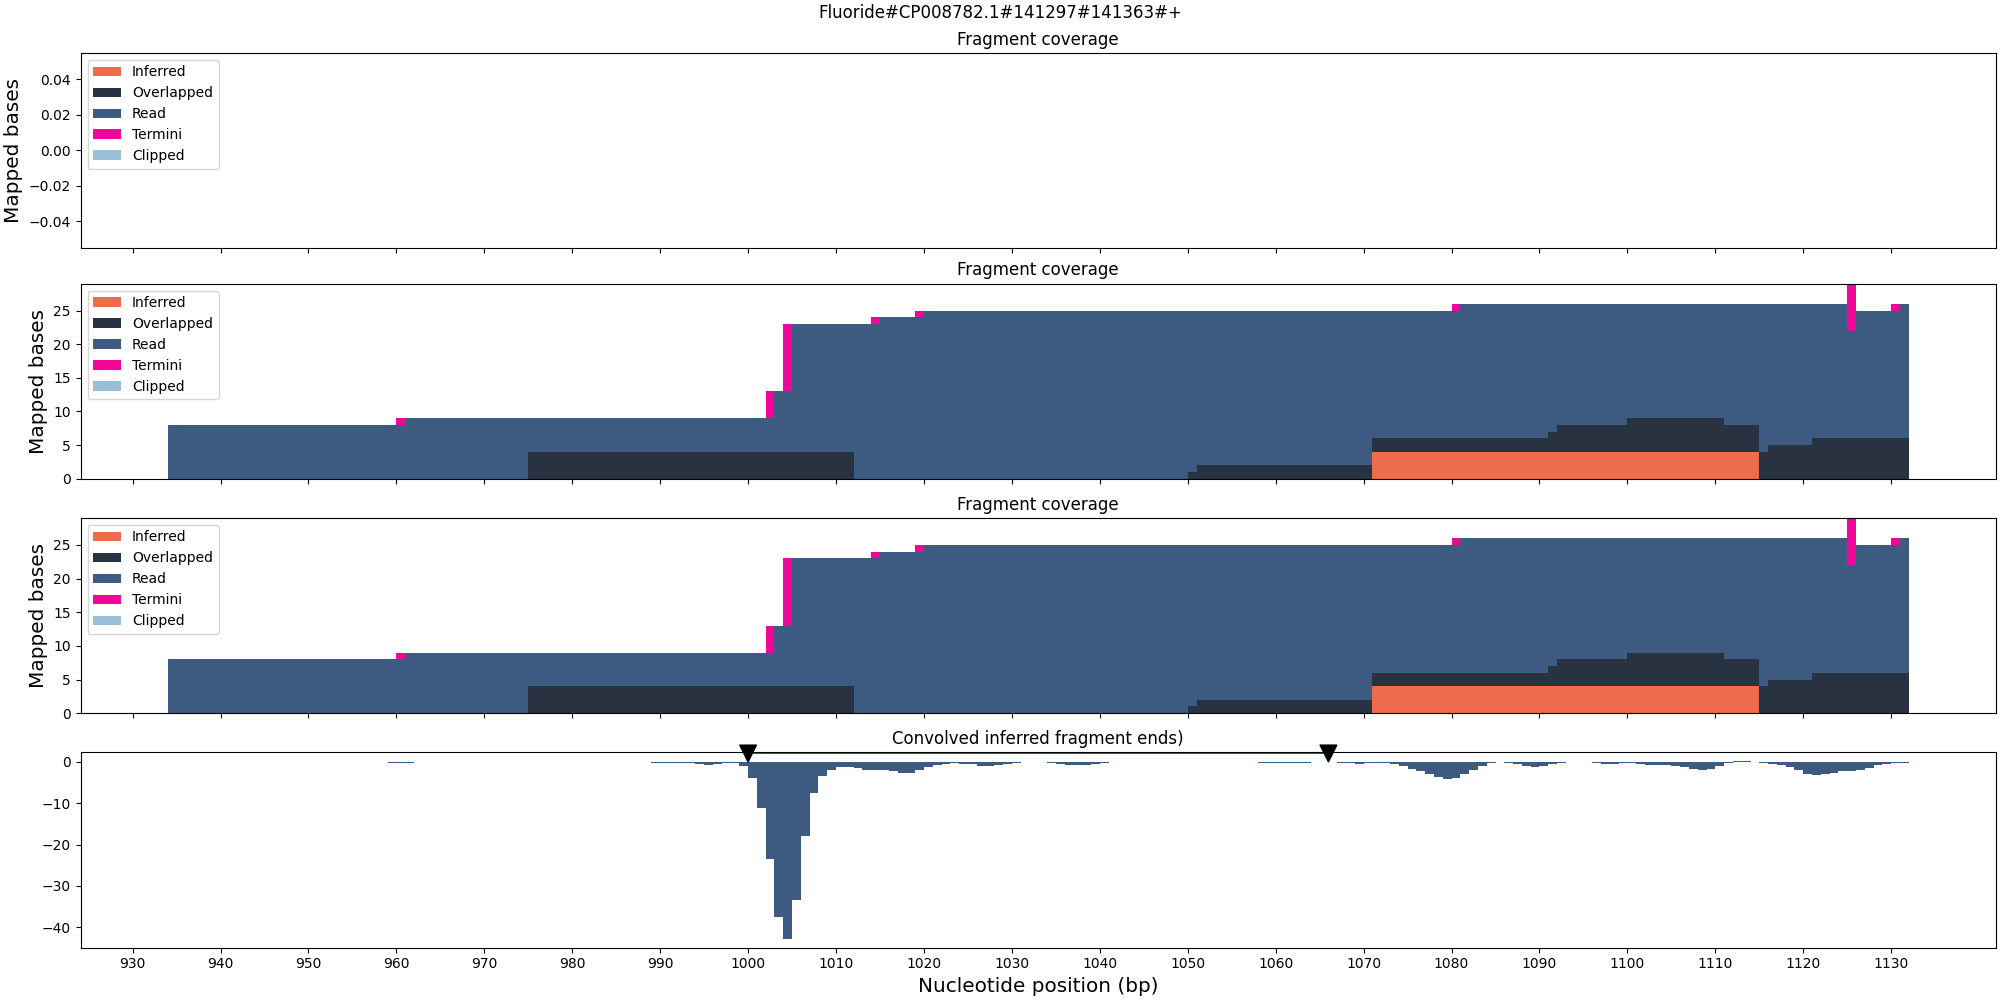 Fluoride#CP008782.1#141297#141363#+
Fragment coverage
Mapped bases
0.04
0.02
0.00
−0.02
−0.04
Inferred
Overlapped
Read
Termini
Clipped
Fragment coverage
Mapped bases
25
20
15
10
5
0
Inferred
Overlapped
Read
Termini
Clipped
Fragment coverage
Mapped bases
25
20
15
10
5
0
Inferred
Overlapped
Read
Termini
Clipped
Convolved inferred fragment ends)
0
−10
−20
−30
−40
930 940 950 960 970 980 990 1000 1010 1020 1030 1040 1050 1060 1070 1080 1090 1100 1110 1120 1130
Nucleotide position (bp)